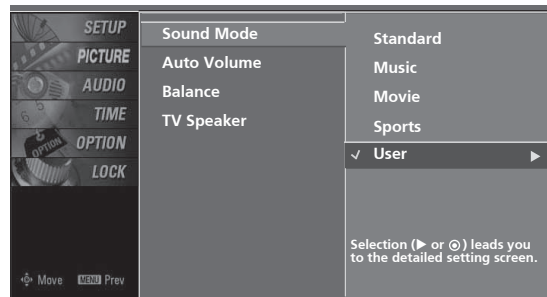 SETUP
PICTURE
AUDIO
TIME
OPTION
LOCK
Move MENU Prev
Sound Mode
Auto Volume
Balance
TV Speaker
Standard
Music
Movie
Sports
✓ User ▶
Selection (▶ or ◉) leads you
to the detailed setting screen.